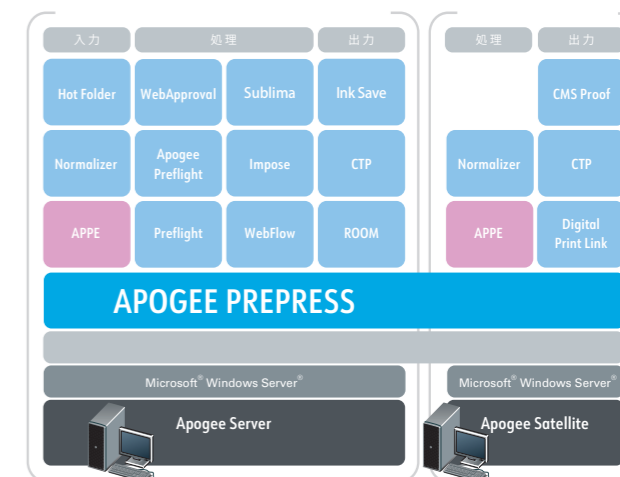 入力 処理 出力 処理 出力
Hot Folder WebApproval Sublima Ink Save CMS Proof
Normalizer Apogee Preflight Impose CTP Normalizer CTP
APPE Preflight WebFlow ROOM APPE Digital Print Link
APOGEE PREPRESS
Microsoft® Windows Server® Microsoft® Windows Server®
Apogee Server Apogee Satellite